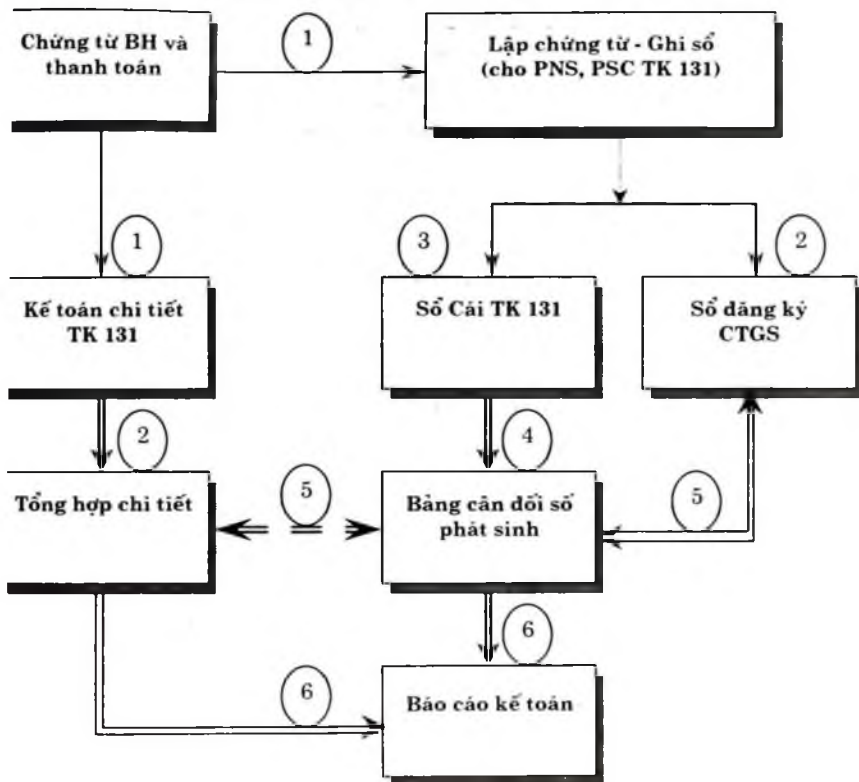 Chứng từ BH và
thanh toán
1
Lập chứng từ - Ghi sổ
(cho PNS, PSC TK 131)
1
3
2
Kế toán chi tiết
TK 131
Sổ Cái TK 131
Sổ đăng ký
CTGS
2
4
Tổng hợp chi tiết
5
Bảng cân đối số
phát sinh
5
6
6
Báo cáo kế toán